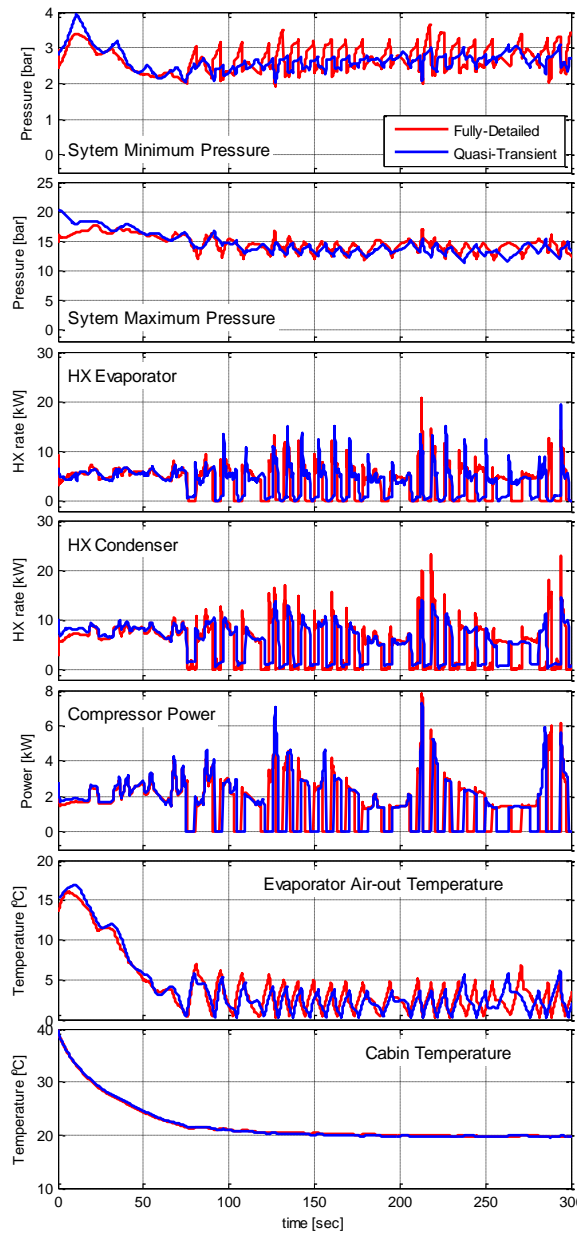 4
3
2
1
0
Pressure [bar]
Sytem Minimum Pressure
Fully-Detailed
Quasi-Transient
25
20
15
10
5
0
Pressure [bar]
Sytem Maximum Pressure
30
20
10
0
HX rate [kW]
HX Evaporator
30
20
10
0
HX rate [kW]
HX Condenser
8
6
4
2
0
Power [kW]
Compressor Power
20
15
10
5
0
Temperature [ºC]
Evaporator Air-out Temperature
40
30
20
10
Temperature [ºC]
Cabin Temperature
0 50 100 150 200 250 300
time [sec]